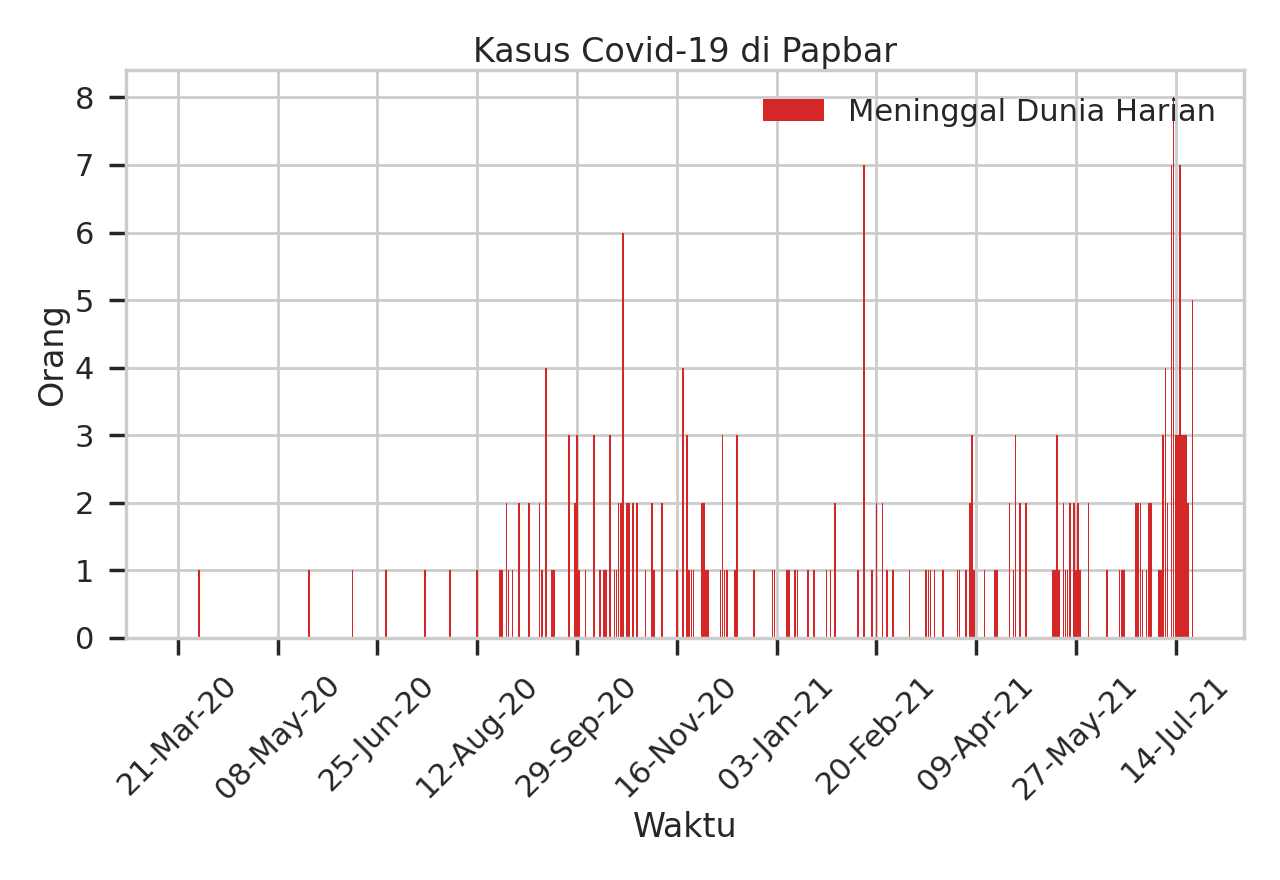 Kasus Covid-19 di Papbar
Meninggal Dunia Harian
Orang
8
7
6
5
4
3
2
1
0
21-Mar-20
08-May-20
25-Jun-20
12-Aug-20
29-Sep-20
16-Nov-20
03-Jan-21
20-Feb-21
09-Apr-21
27-May-21
14-Jul-21
Waktu